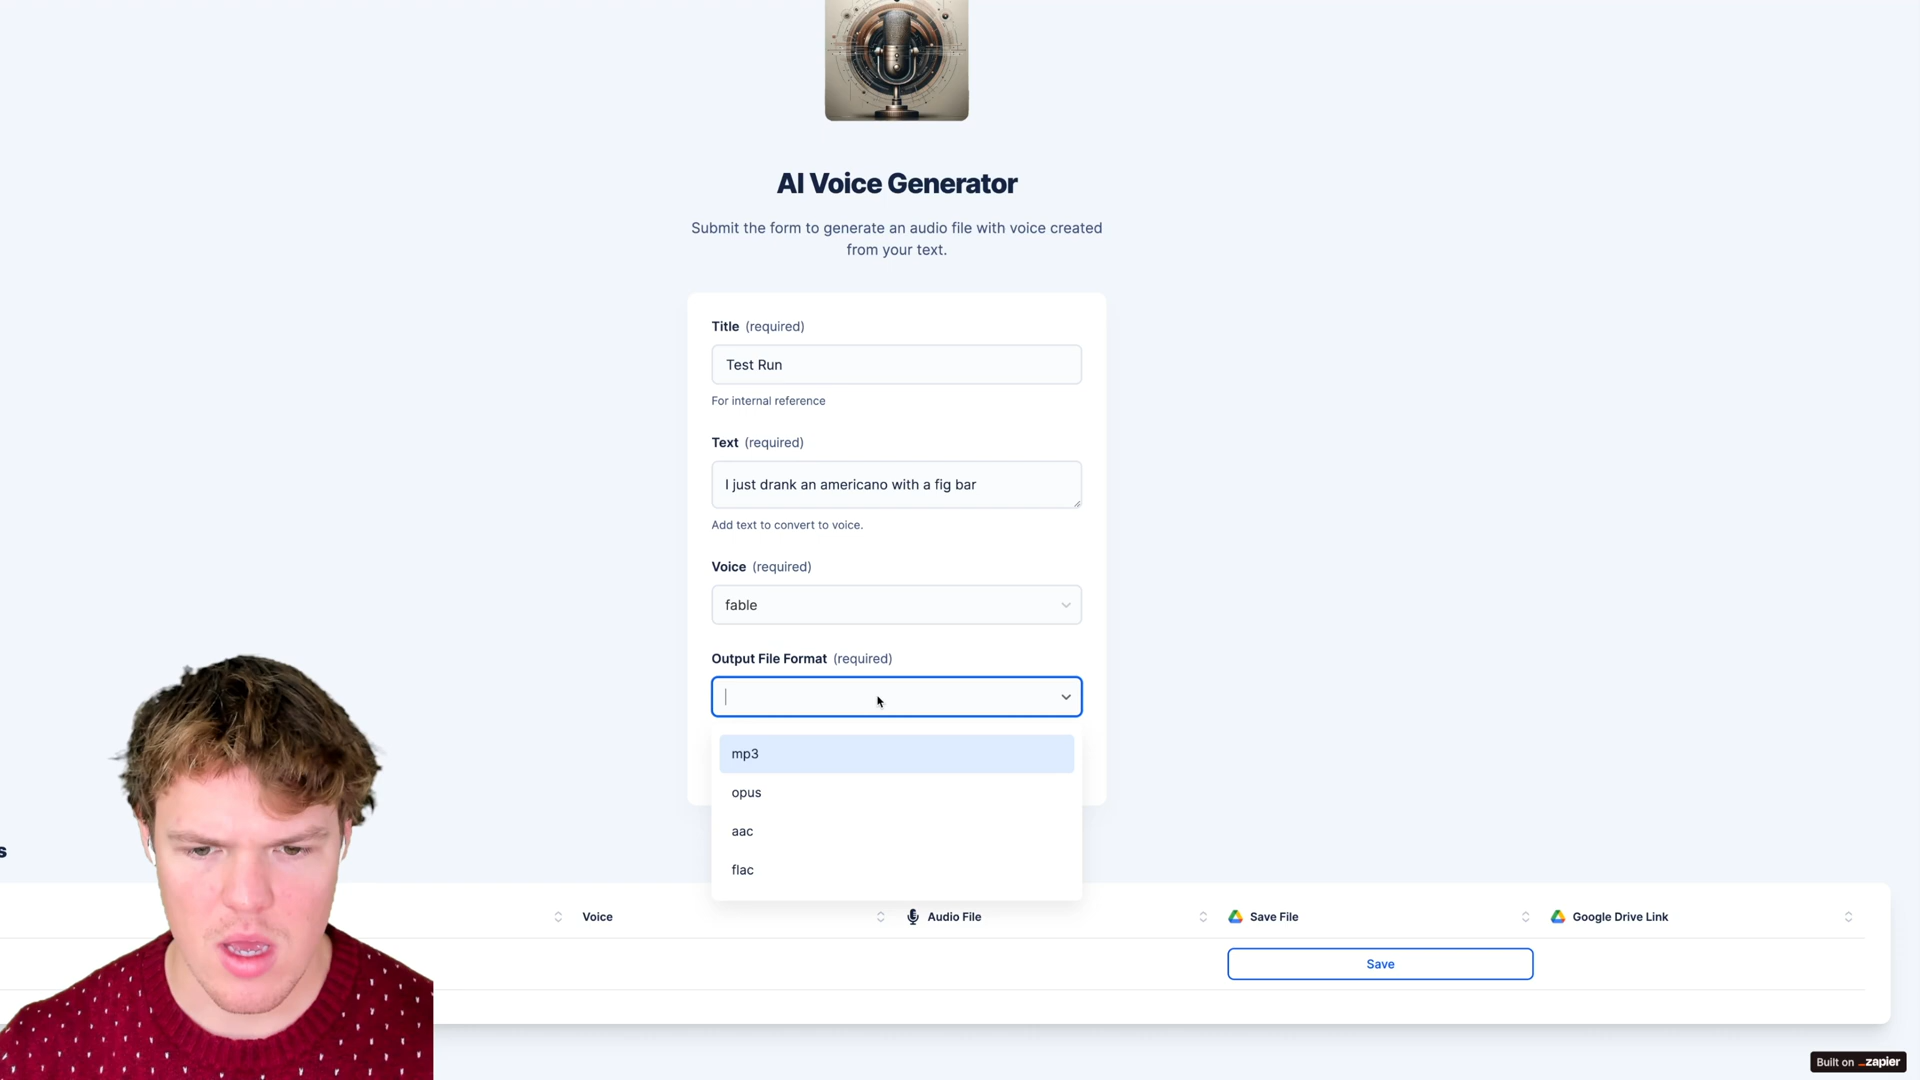 AI Voice Generator
Submit the form to generate an audio file with voice created
from your text.
Title (required)
Test Run
For internal reference
Text (required)
I just drank an americano with a fig bar
Add text to convert to voice.
Voice (required)
fable
Output File Format (required)
mp3
opus
aac
flac
s
Voice
Audio File
Save File
Google Drive Link
Save
Built on _zapier